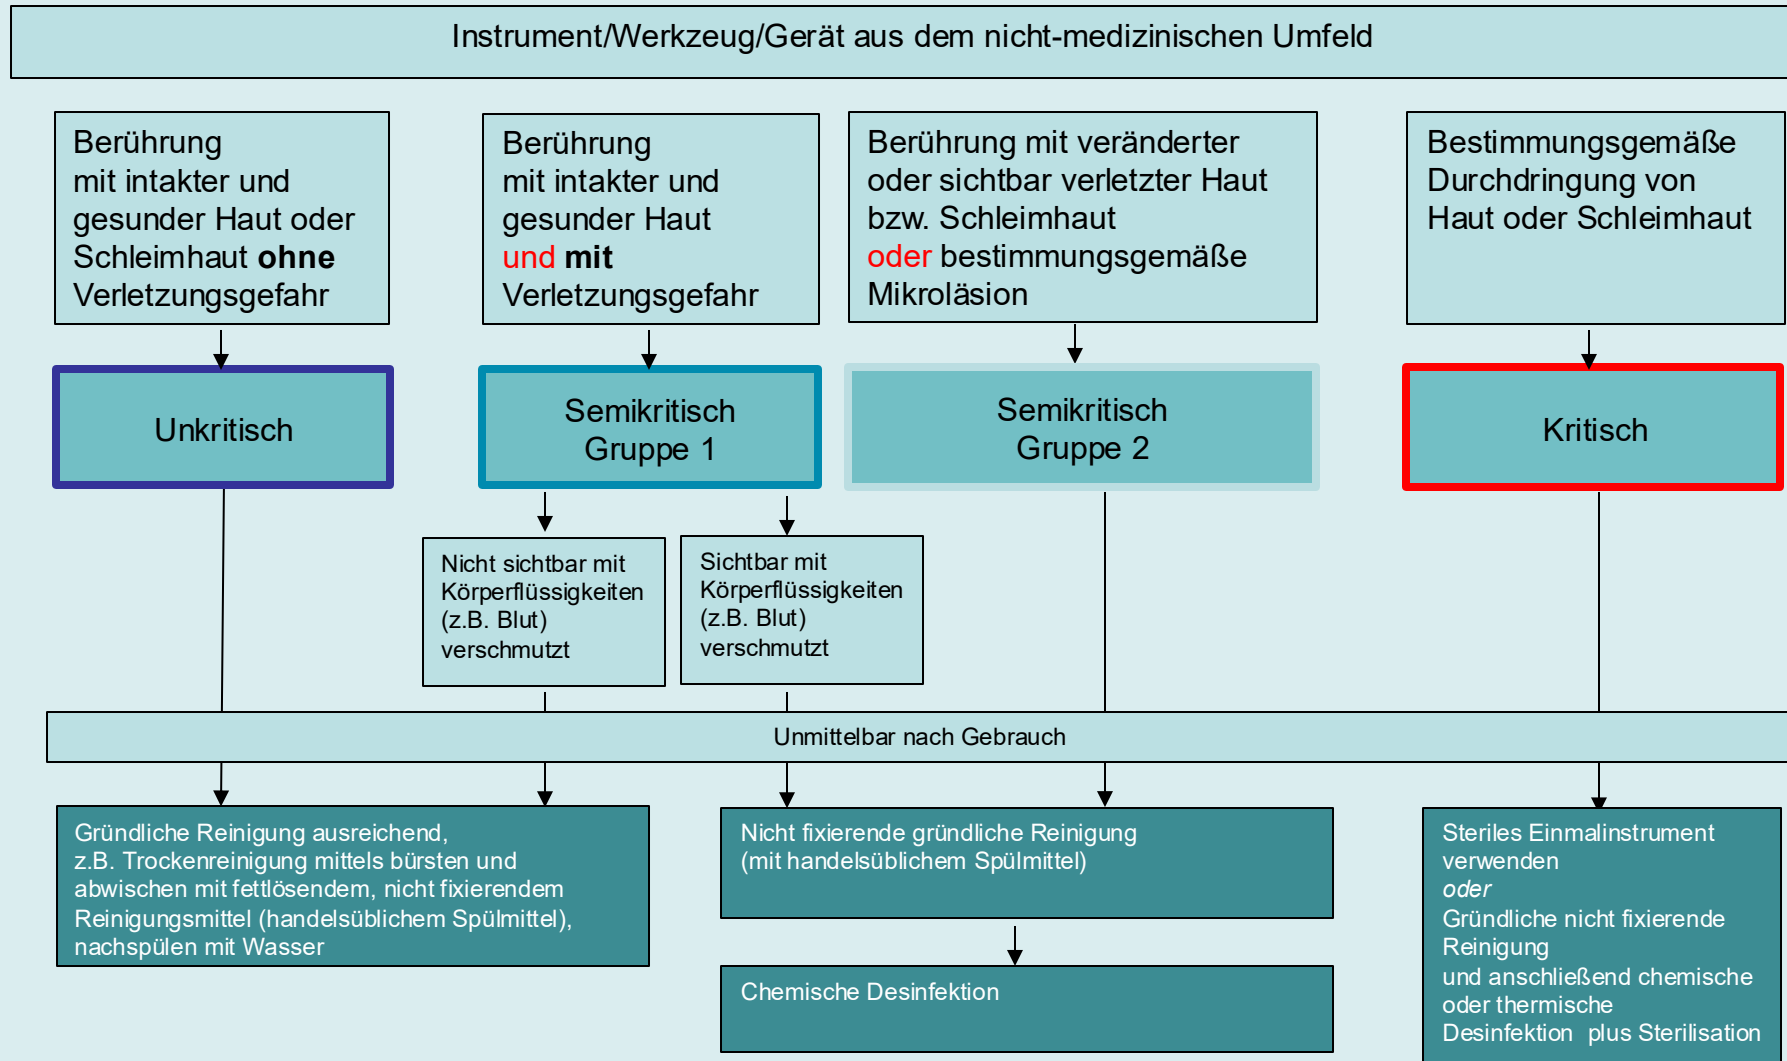 Instrument/Werkzeug/Gerät aus dem nicht-medizinischen Umfeld
Berührung
mit intakter und
gesunder Haut oder
Schleimhaut ohne
Verletzungsgefahr
Berührung
mit intakter und
gesunder Haut
und mit
Verletzungsgefahr
Berührung mit veränderter
oder sichtbar verletzter Haut
bzw. Schleimhaut
oder bestimmungsgemäße
Mikroläsion
Bestimmungsgemäße
Durchdringung von
Haut oder Schleimhaut
Unkritisch
Semikritisch
Gruppe 1
Semikritisch
Gruppe 2
Kritisch
Nicht sichtbar mit
Körperflüssigkeiten
(z.B. Blut)
verschmutzt
Sichtbar mit
Körperflüssigkeiten
(z.B. Blut)
verschmutzt
Unmittelbar nach Gebrauch
Gründliche Reinigung ausreichend,
z.B. Trockenreinigung mittels bürsten und
abwischen mit fettlösendem, nicht fixierendem
Reinigungsmittel (handelsüblichem Spülmittel),
nachspülen mit Wasser
Nicht fixierende gründliche Reinigung
(mit handelsüblichem Spülmittel)
Chemische Desinfektion
Steriles Einmalinstrument
verwenden
oder
Gründliche nicht fixierende
Reinigung
und anschließend chemische
oder thermische
Desinfektion plus Sterilisation